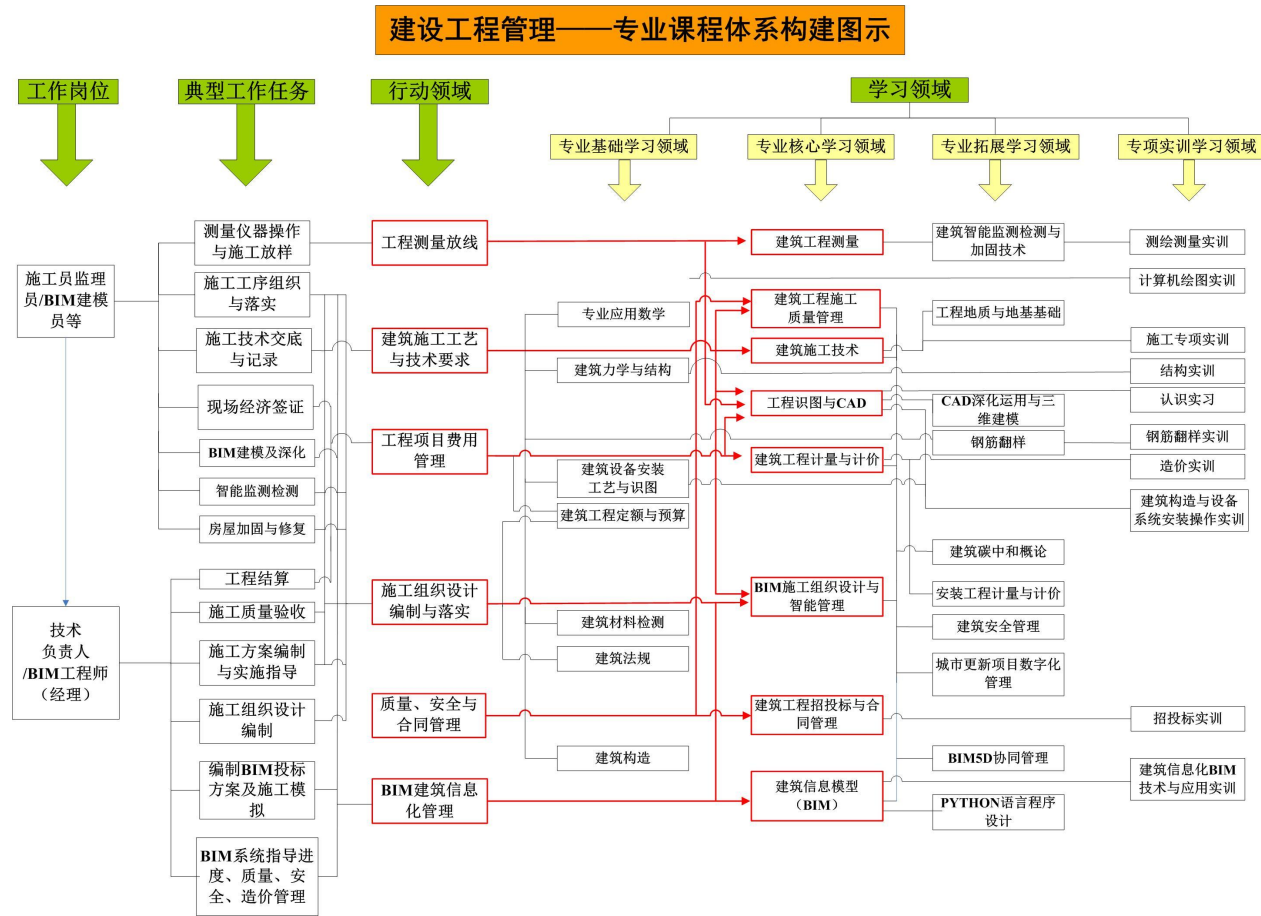 建设工程管理——专业课程体系构建图示
工作岗位
典型工作任务
行动领域
学习领域
专业基础学习领域
专业核心学习领域
专业拓展学习领域
专项实训学习领域
施工员监理
员/BIM建模
员等
技术
负责人
/BIM工程师
（经理）
测量仪器操作
与施工放样
施工工序组织
与落实
施工技术交底
与记录
现场经济签证
BIM建模及深化
智能监测检测
房屋加固与修复
工程结算
施工质量验收
施工方案编制
与实施指导
施工组织设计
编制
编制BIM投标
方案及施工模
拟
BIM系统指导进
度、质量、安
全、造价管理
工程测量放线
建筑施工工艺
与技术要求
工程项目费用
管理
施工组织设计
编制与落实
质量、安全与
合同管理
BIM建筑信息
化管理
专业应用数学
建筑力学与结构
建筑设备安装
工艺与识图
建筑工程定额与预算
建筑材料检测
建筑法规
建筑构造
建筑工程测量
建筑工程施工
质量管理
建筑施工技术
工程识图与CAD
建筑工程计量与计价
BIM施工组织设计与
智能管理
建筑工程招投标与合
同管理
建筑信息模型
（BIM）
建筑智能监测检测与
加固技术
工程地质与地基基础
CAD深化运用与三
维建模
钢筋翻样
建筑碳中和概论
安装工程计量与计价
建筑安全管理
城市更新项目数字化
管理
BIM5D协同管理
PYTHON语言程序
设计
测绘测量实训
计算机绘图实训
施工专项实训
结构实训
认识实习
钢筋翻样实训
造价实训
建筑构造与设备
系统安装操作实训
招投标实训
建筑信息化BIM
技术与应用实训